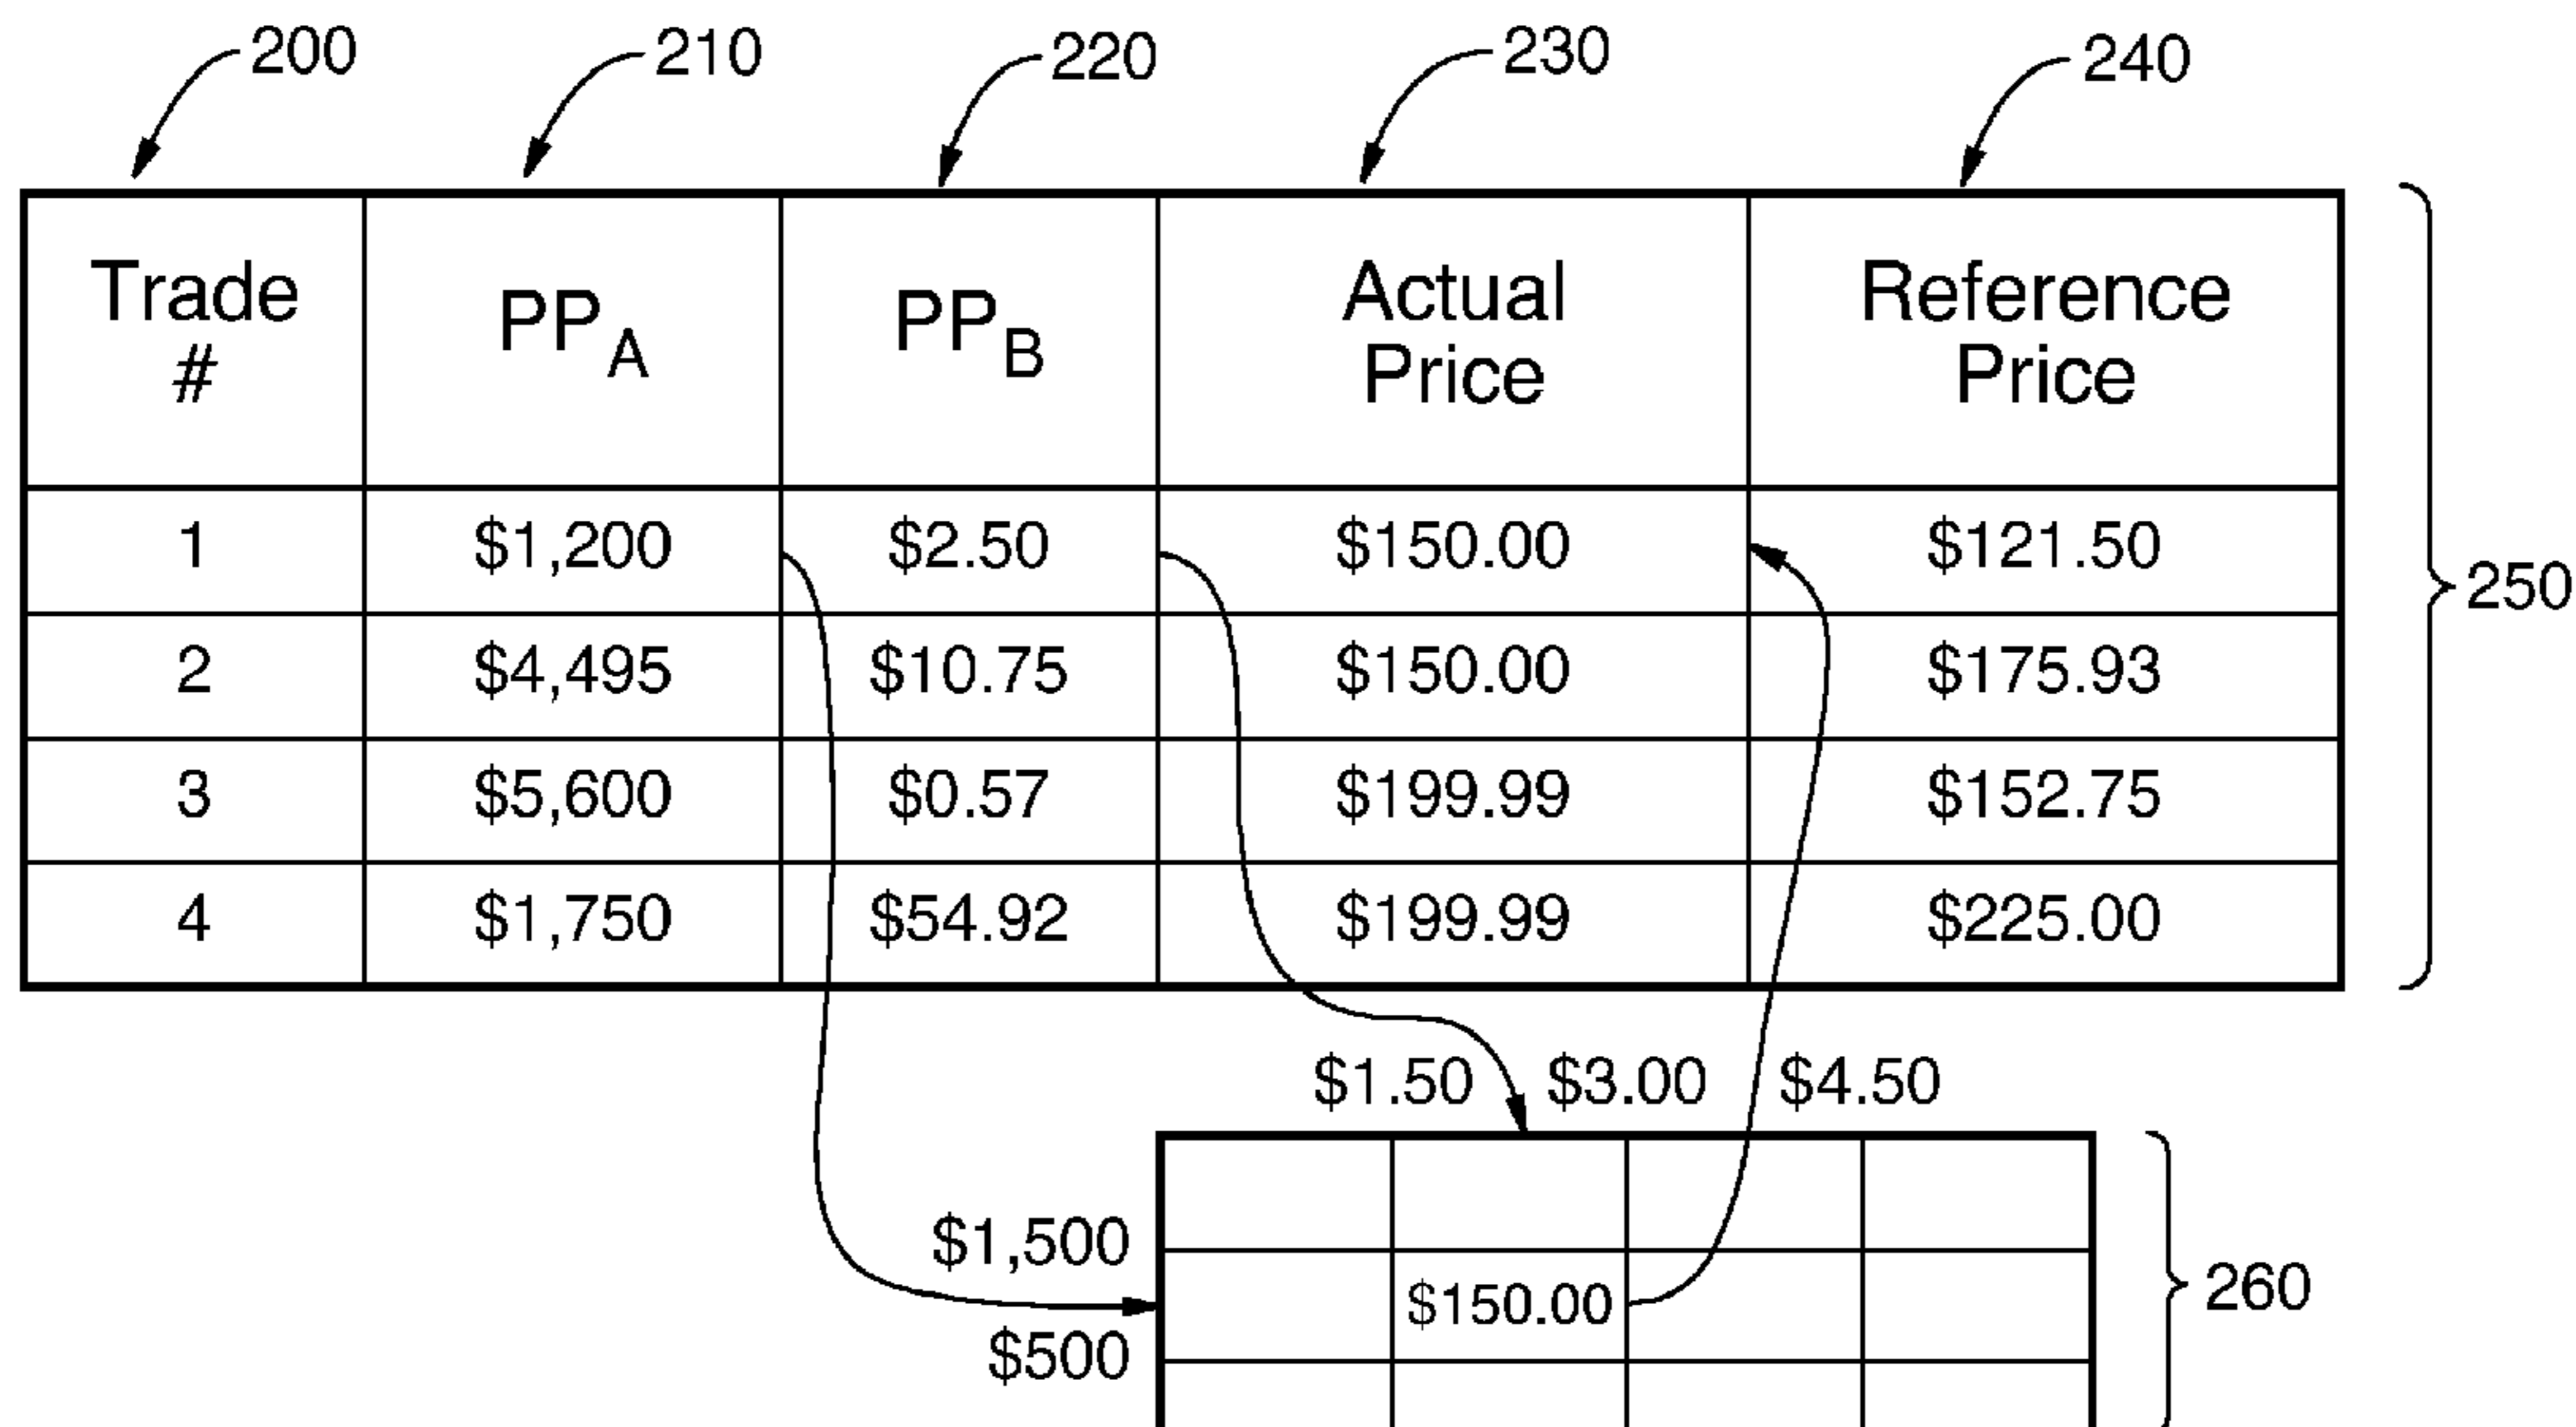 200 210 220 230 240
Trade # PP_A PP_B Actual Price Reference Price
1 $1,200 $2.50 $150.00 $121.50
250
2 $4,495 $10.75 $150.00 $175.93
3 $5,600 $0.57 $199.99 $152.75
4 $1,750 $54.92 $199.99 $225.00
$1.50 $3.00 $4.50
$1,500
$150.00
260
$500